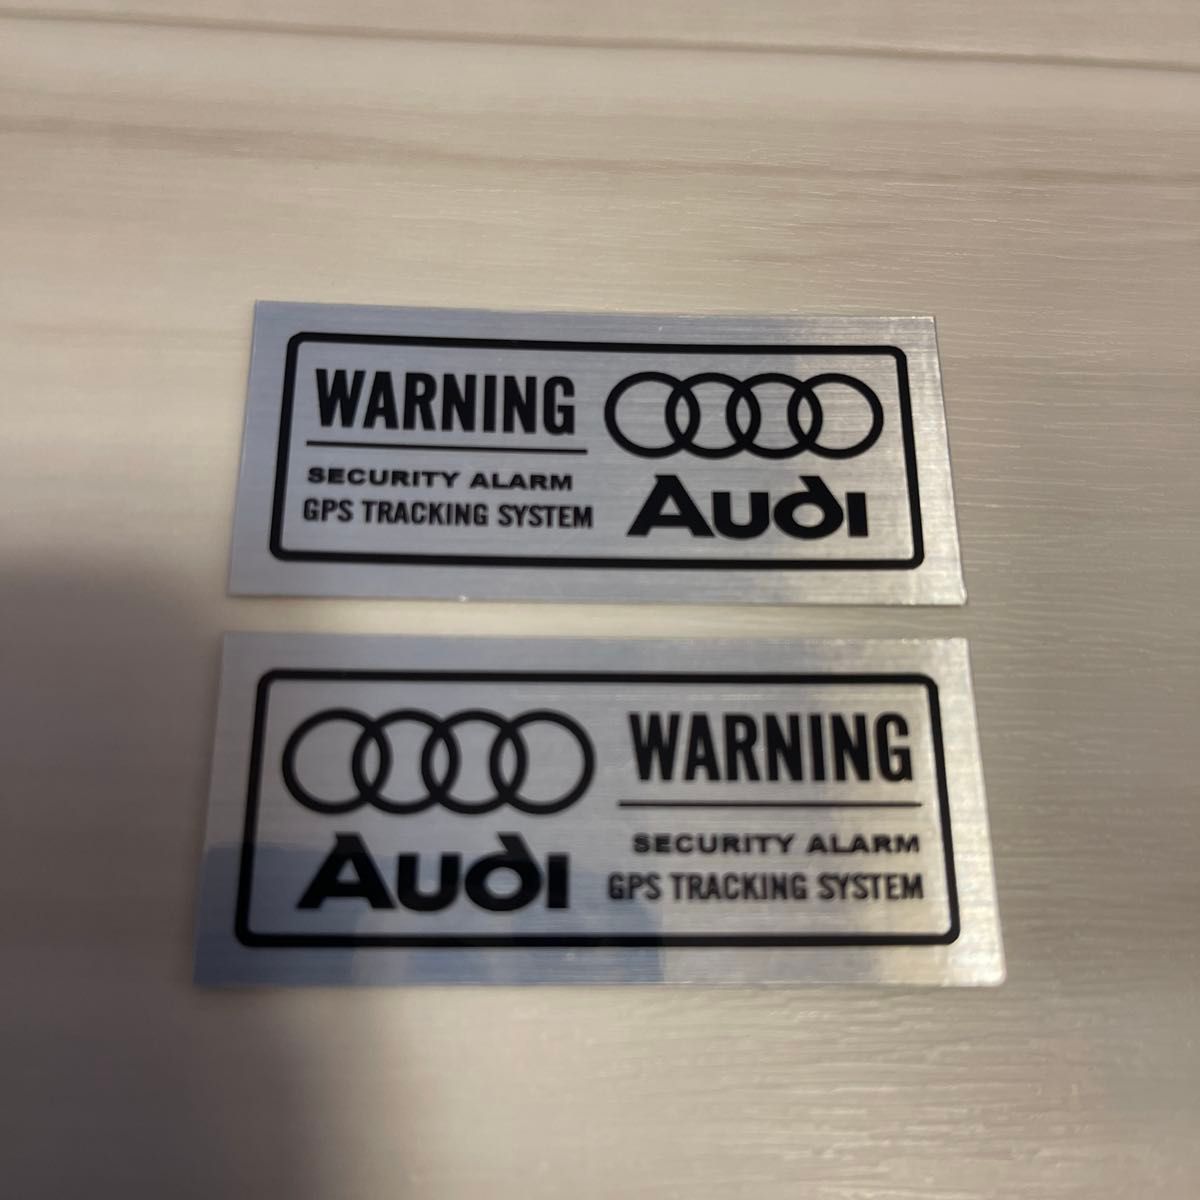 WARNING
SECURITY ALARM
GPS TRACKING SYSTEM
Audi
Audi
WARNING
SECURITY ALARM
GPS TRACKING SYSTEM